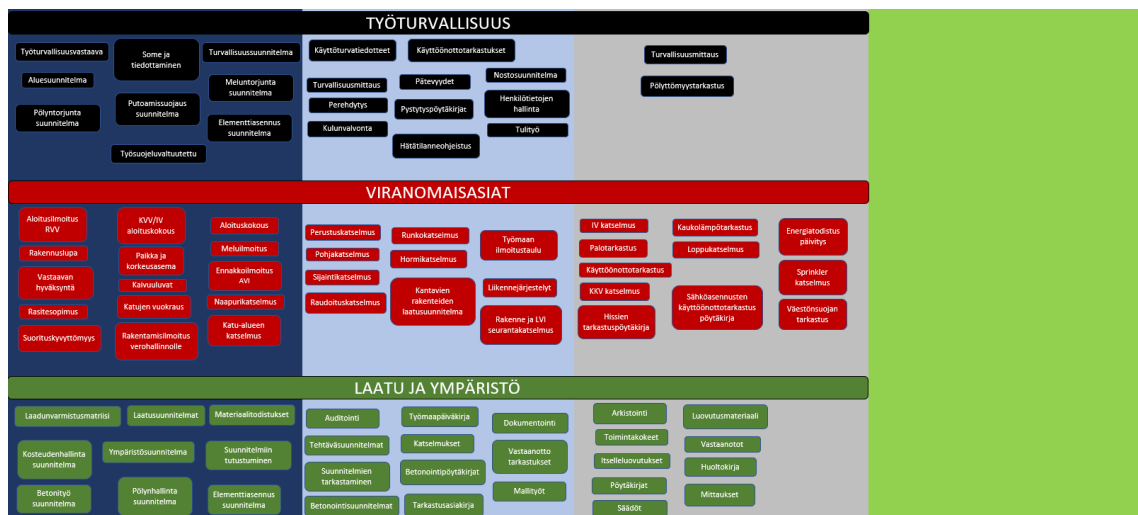 TYÖTURVALLISUUS
Työturvallisuusvastaava
Some ja
tiedottaminen
Turvallisuussuunnitelma
Aluesuunnitelma
Meluntorjunta
suunnitelma
Pölyntorjunta
suunnitelma
Putoamissuojaus
suunnitelma
Elementtiasennus
suunnitelma
Työsuojeluvaltuutettu
Käyttöturvatiedotteet
Käyttöönottotarkastukset
Turvallisuusmittaus
Pätevyydet
Nostosuunnitelma
Perehdytys
Pystytyspöytäkirjat
Henkilötietojen
hallinta
Kulunvalvonta
Tulityö
Hätätilanneohjeistus
Turvallisuusmittaus
Pölyttömyystarkastus
VIRANOMAISASIAT
Aloitusilmoitus
RVV
KVV/IV
aloituskokous
Aloituskokous
Rakennuslupa
Paikka ja
korkeusasema
Meluilmoitus
Vastaavan
hyväksyntä
Kaivuuluvat
Ennakkoilmoitus
AVI
Rasitesopimus
Katujen vuokraus
Naapurikatselmus
Suorituskyvyttömyys
Rakentamisilmoitus
verohallinnolle
Katu-alueen
katselmus
Perustuskatselmus
Runkokatselmus
Työmaan
ilmoitustaulu
Pohjakatselmus
Hormikatselmus
Sijaintikatselmus
Kantavien
rakenteiden
laatusuunnitelma
Liikennejärjestelyt
Raudoituskatselmus
Rakenne ja LVI
seurantakatselmus
IV katselmus
Kaukolämpötarkastus
Energiatodistus
päivitys
Palotarkastus
Loppukatselmus
Käyttöönottotarkastus
Sprinkler
katselmus
KKV katselmus
Sähköasennusten
käyttöönottotarkastus
pöytäkirja
Hissien
tarkastuspöytäkirja
Väestönsuojan
tarkastus
LAATU JA YMPÄRISTÖ
Laadunvarmistusmatriisi
Laatusuunnitelmat
Materiaalitodistukset
Kosteudenhallinta
suunnitelma
Ympäristösuunnitelma
Suunnitelmiin
tutustuminen
Betonityö
suunnitelma
Pölynhallinta
suunnitelma
Elementtiasennus
suunnitelma
Auditointi
Työmaapäiväkirja
Dokumentointi
Tehtäväsuunnitelmat
Katselmukset
Vastaanotto
tarkastukset
Suunnitelmien
tarkastaminen
Betonointipöytäkirjat
Mallityöt
Betonointisuunnitelmat
Tarkastusasiakirja
Arkistointi
Luovutusmateriaali
Toimintakokeet
Vastaanotot
Itselleluovutukset
Huoltokirja
Pöytäkirjat
Mittaukset
Säädöt